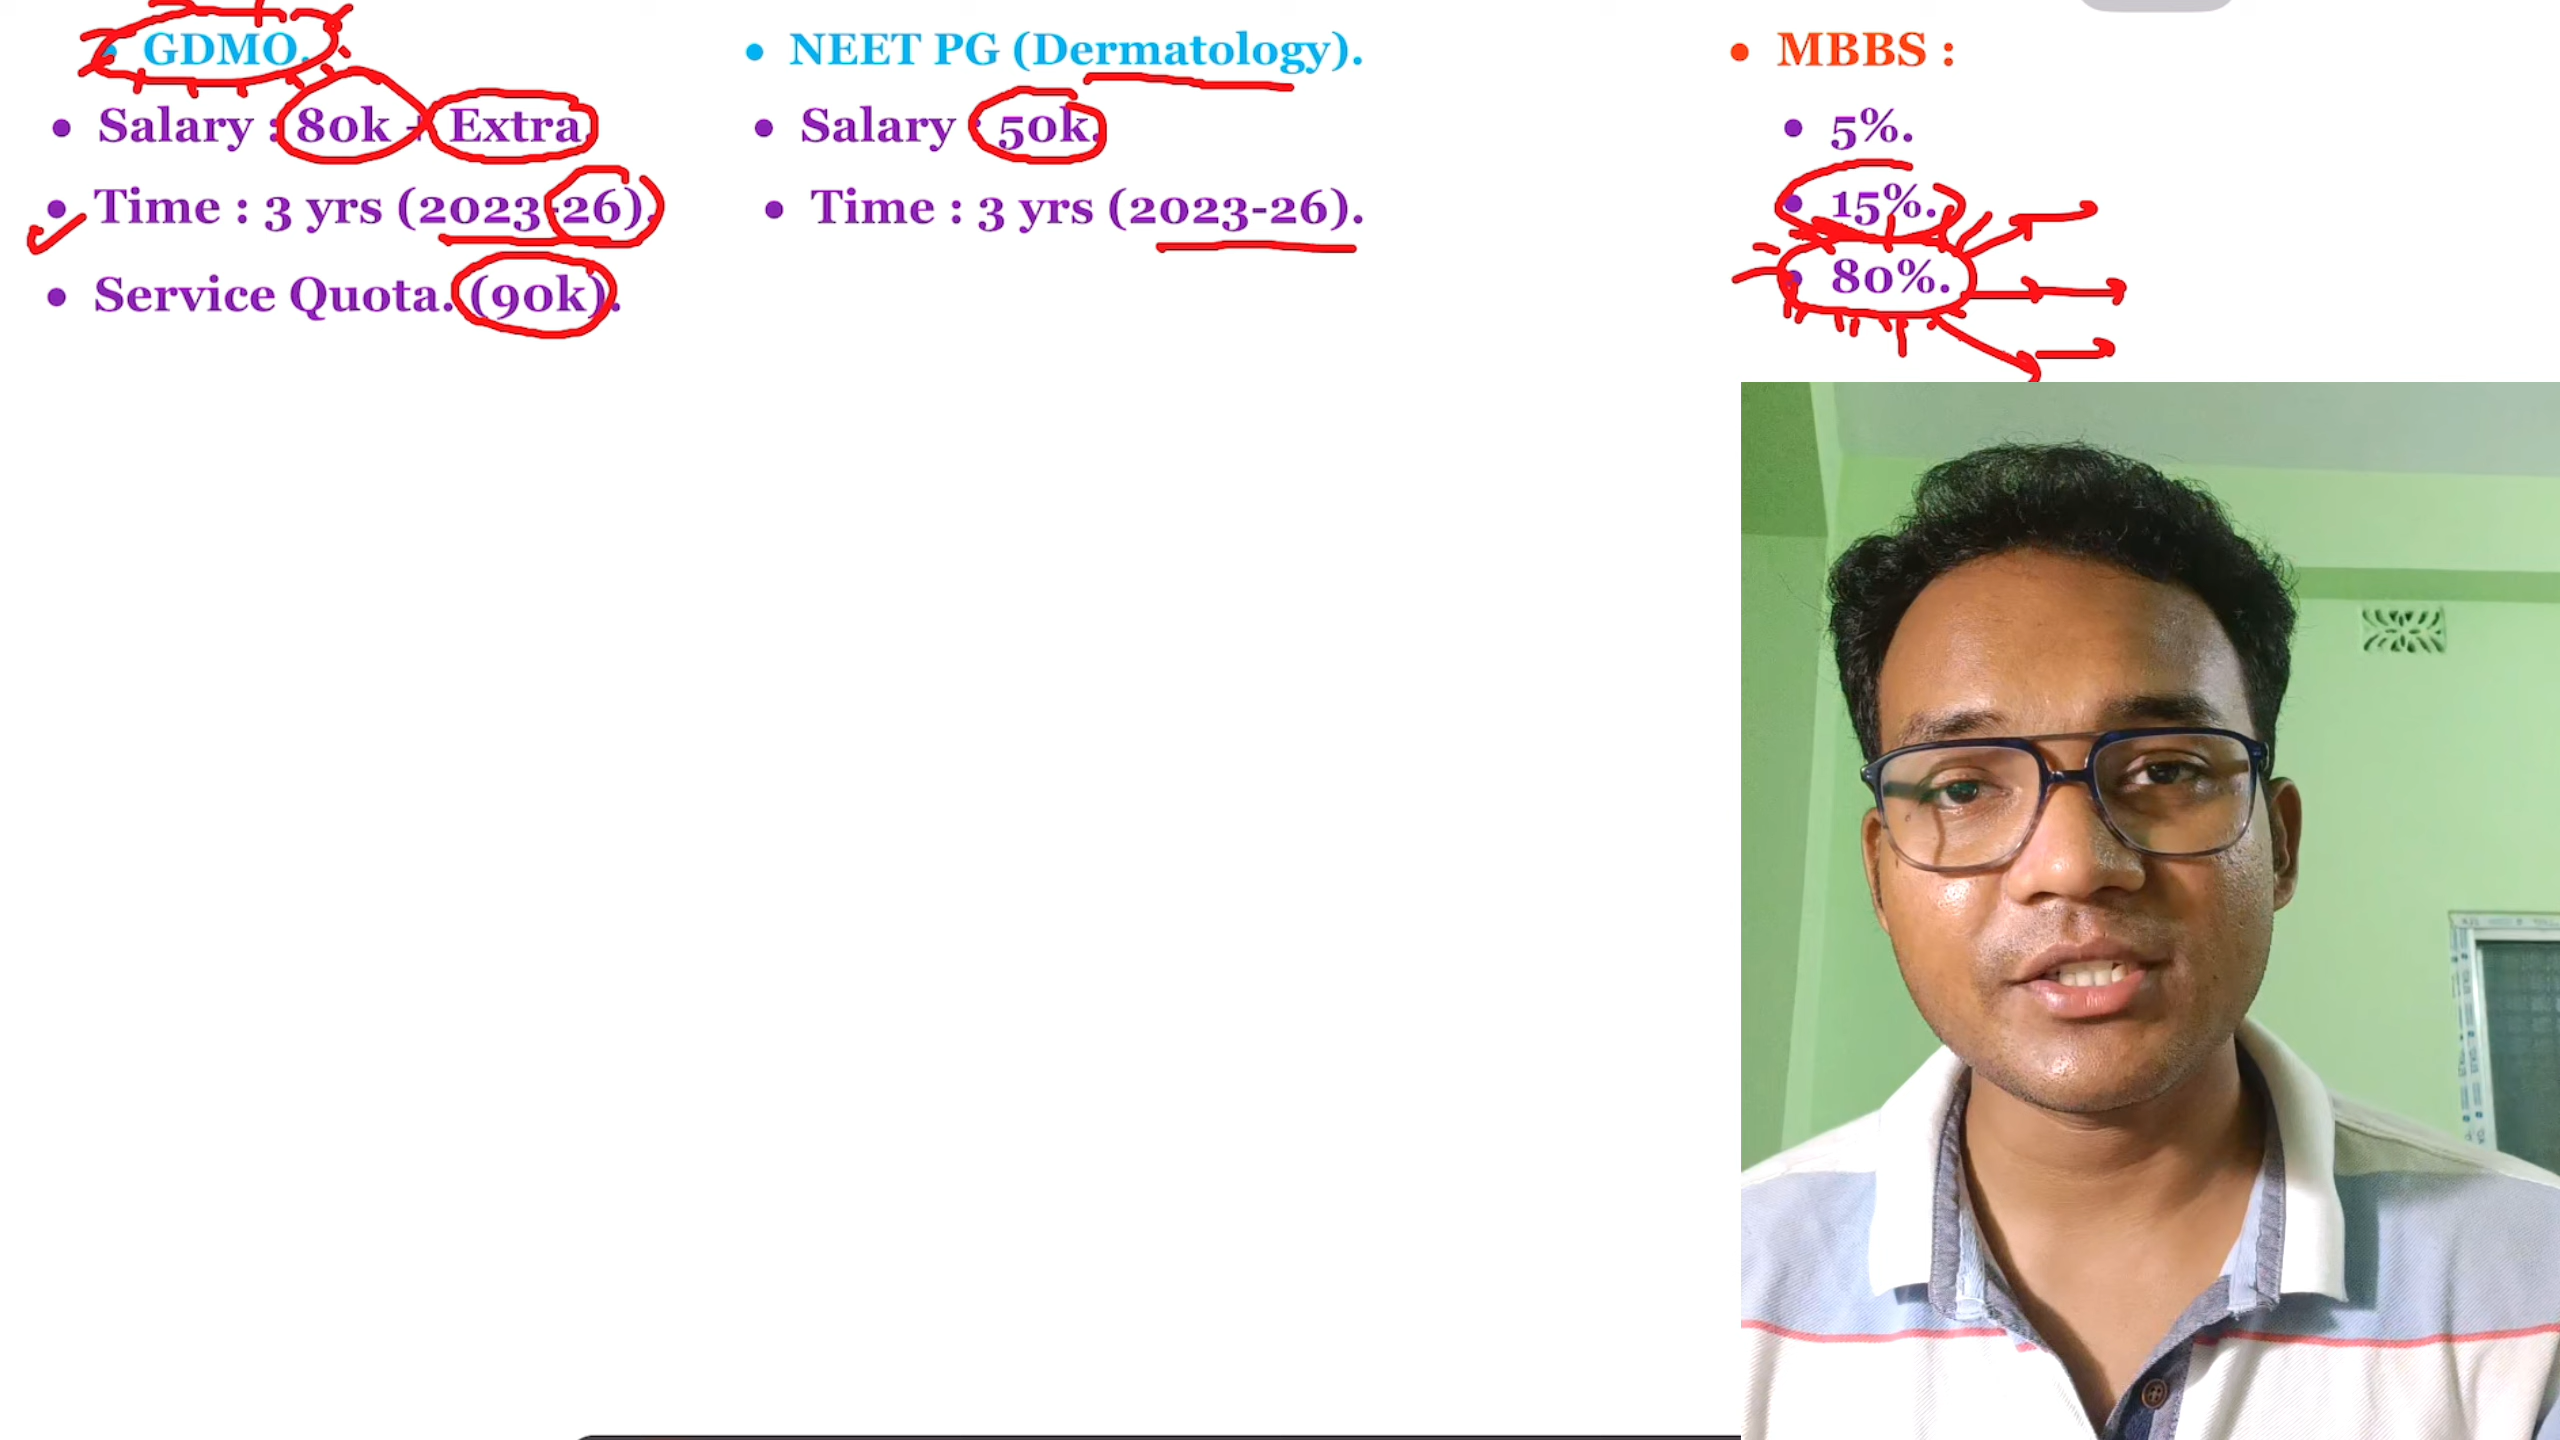 • GDMO.
• Salary : 80k + Extra.
• Time : 3 yrs (2023-26).
• Service Quota. (90k).
• NEET PG (Dermatology).
• Salary : 50k.
• Time : 3 yrs (2023-26).
• MBBS :
• 5%.
• 15%.
• 80%.